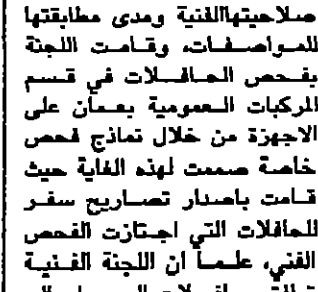 صلاحيتهاالفنية ومدى مطابقتها
للمواصفات، وقامت اللجنة
بفحص الحافلات في قسم
المركبات العمومية بعمان على
الاجهزة من خلال نماذج فحص
خاصة صممت لهذه الغاية حيث
قامت باصدار تصاريح سفر
للحافلات التي اجتازت الفحص
الفني، علماً ان اللجنة الفنية